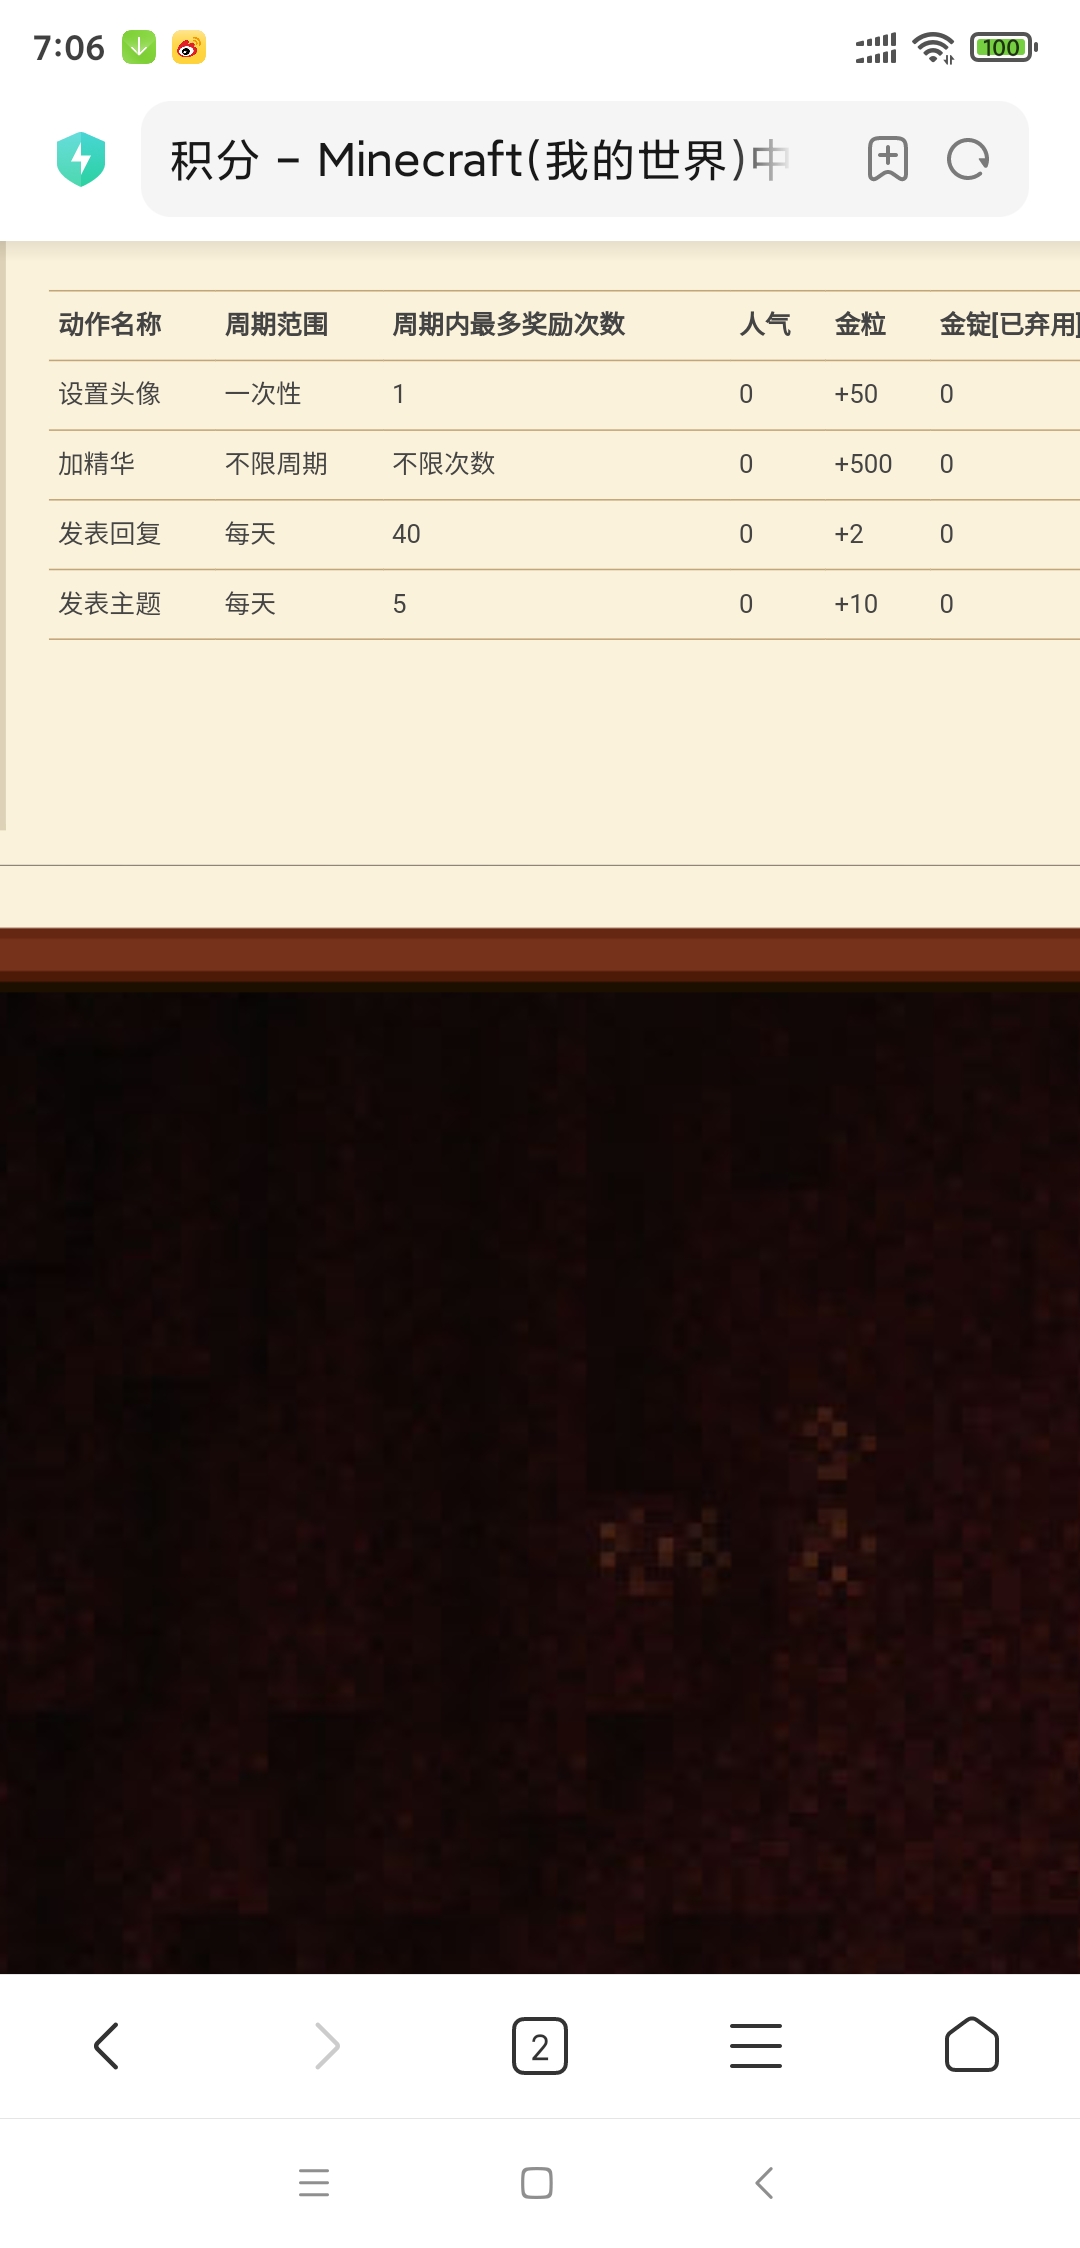 7:06
100
积分 – Minecraft(我的世界)中
动作名称 周期范围 周期内最多奖励次数 人气 金粒 金锭[已弃用]
设置头像 一次性 1 0 +50 0
加精华 不限周期 不限次数 0 +500 0
发表回复 每天 40 0 +2 0
发表主题 每天 5 0 +10 0
2